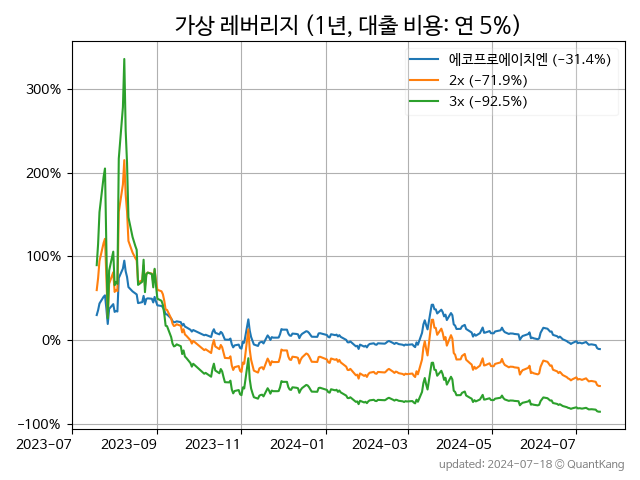 가상 레버리지 (1년, 대출 비용: 연 5%)
에코프로에이치엔 (−31.4%)
2x (−71.9%)
3x (−92.5%)
300%
200%
100%
0%
−100%
2023-07 2023-09 2023-11 2024-01 2024-03 2024-05 2024-07
updated: 2024-07-18 © QuantKang